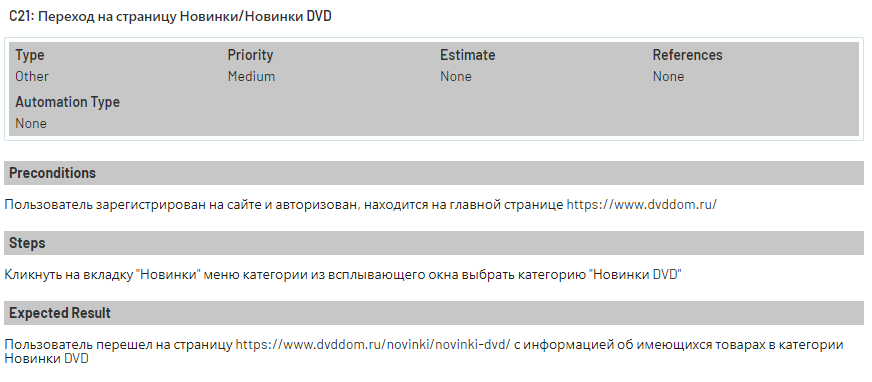 C21: Переход на страницу Новинки/Новинки DVD
Type Priority Estimate References
Other Medium None None
Automation Type
None
Preconditions
Пользователь зарегистрирован на сайте и авторизован, находится на главной странице https://www.dvddom.ru/
Steps
Кликнуть на вкладку "Новинки" меню категории из всплывающего окна выбрать категорию "Новинки DVD"
Expected Result
Пользователь перешел на страницу https://www.dvddom.ru/novinki/novinki-dvd/ с информацией об имеющихся товарах в категории
Новинки DVD